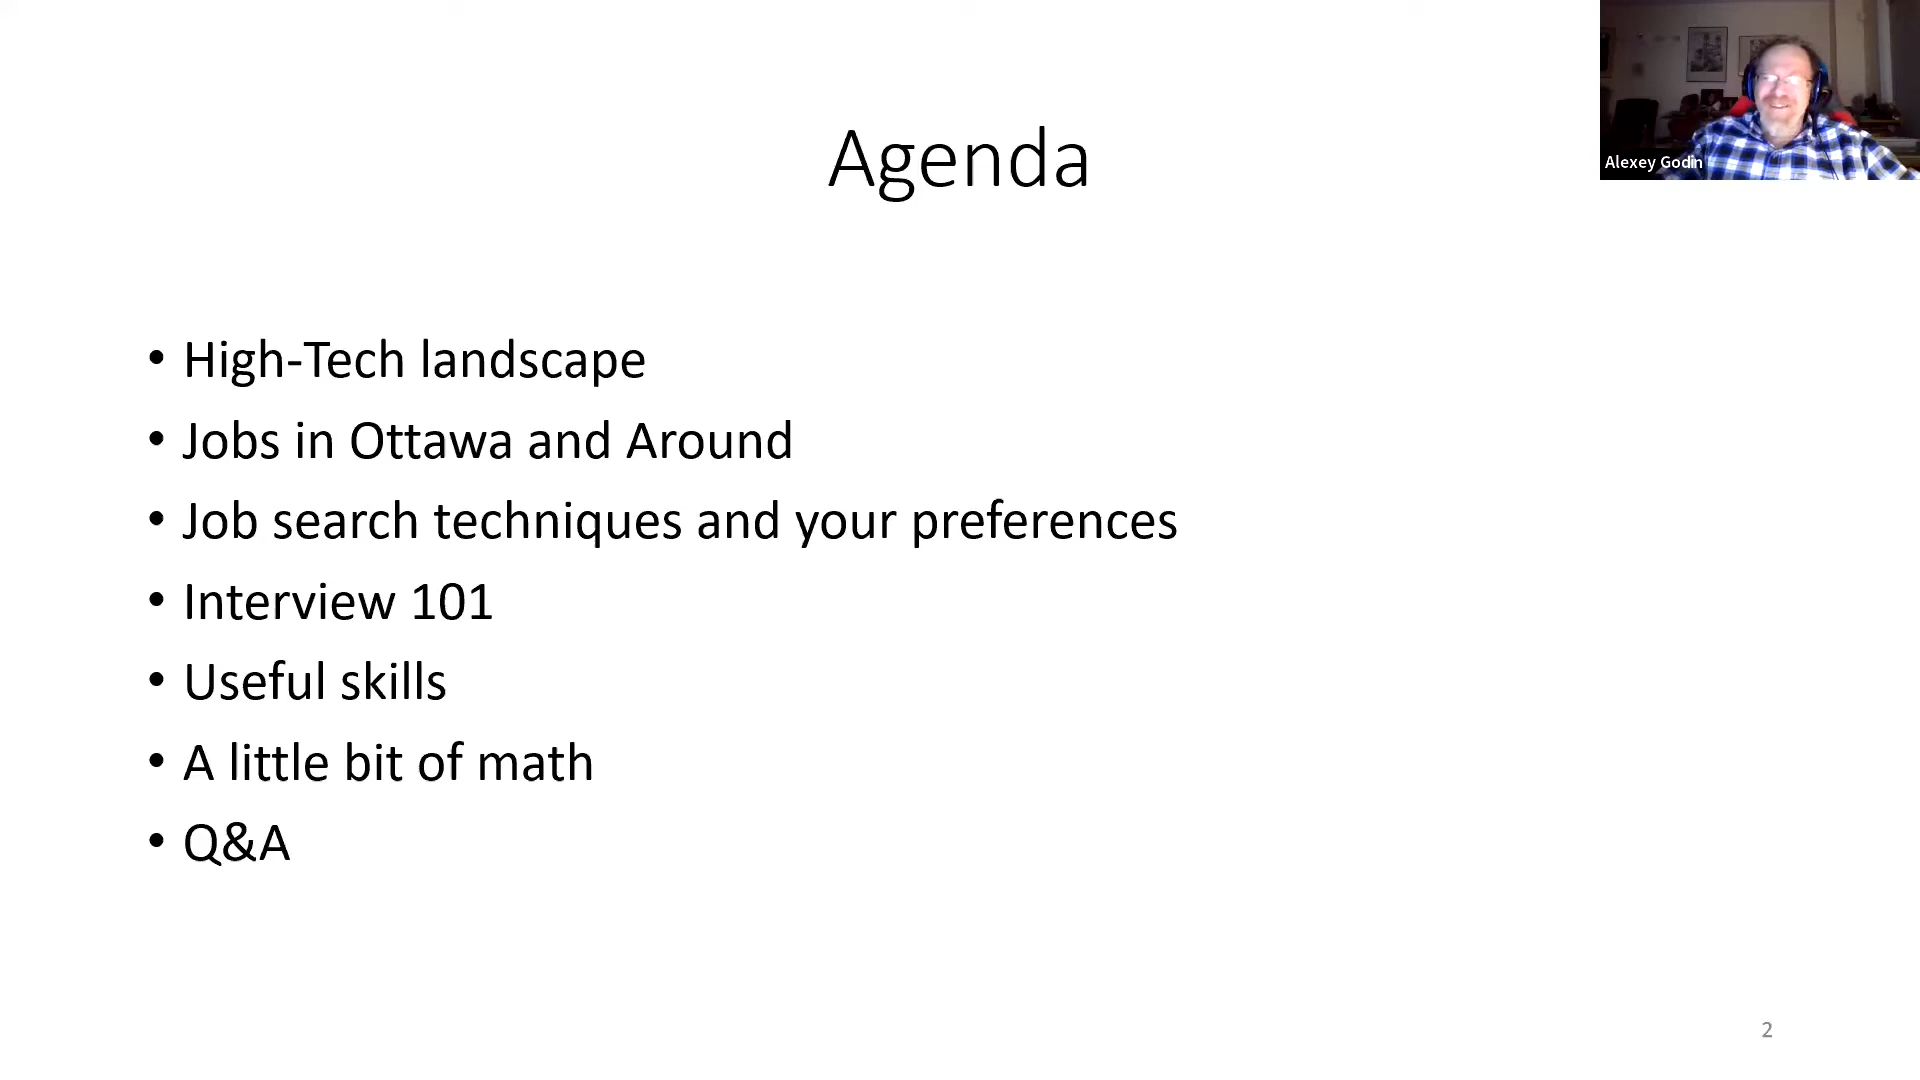 Agenda
Alexey Godin
• High-Tech landscape
• Jobs in Ottawa and Around
• Job search techniques and your preferences
• Interview 101
• Useful skills
• A little bit of math
• Q&A
2